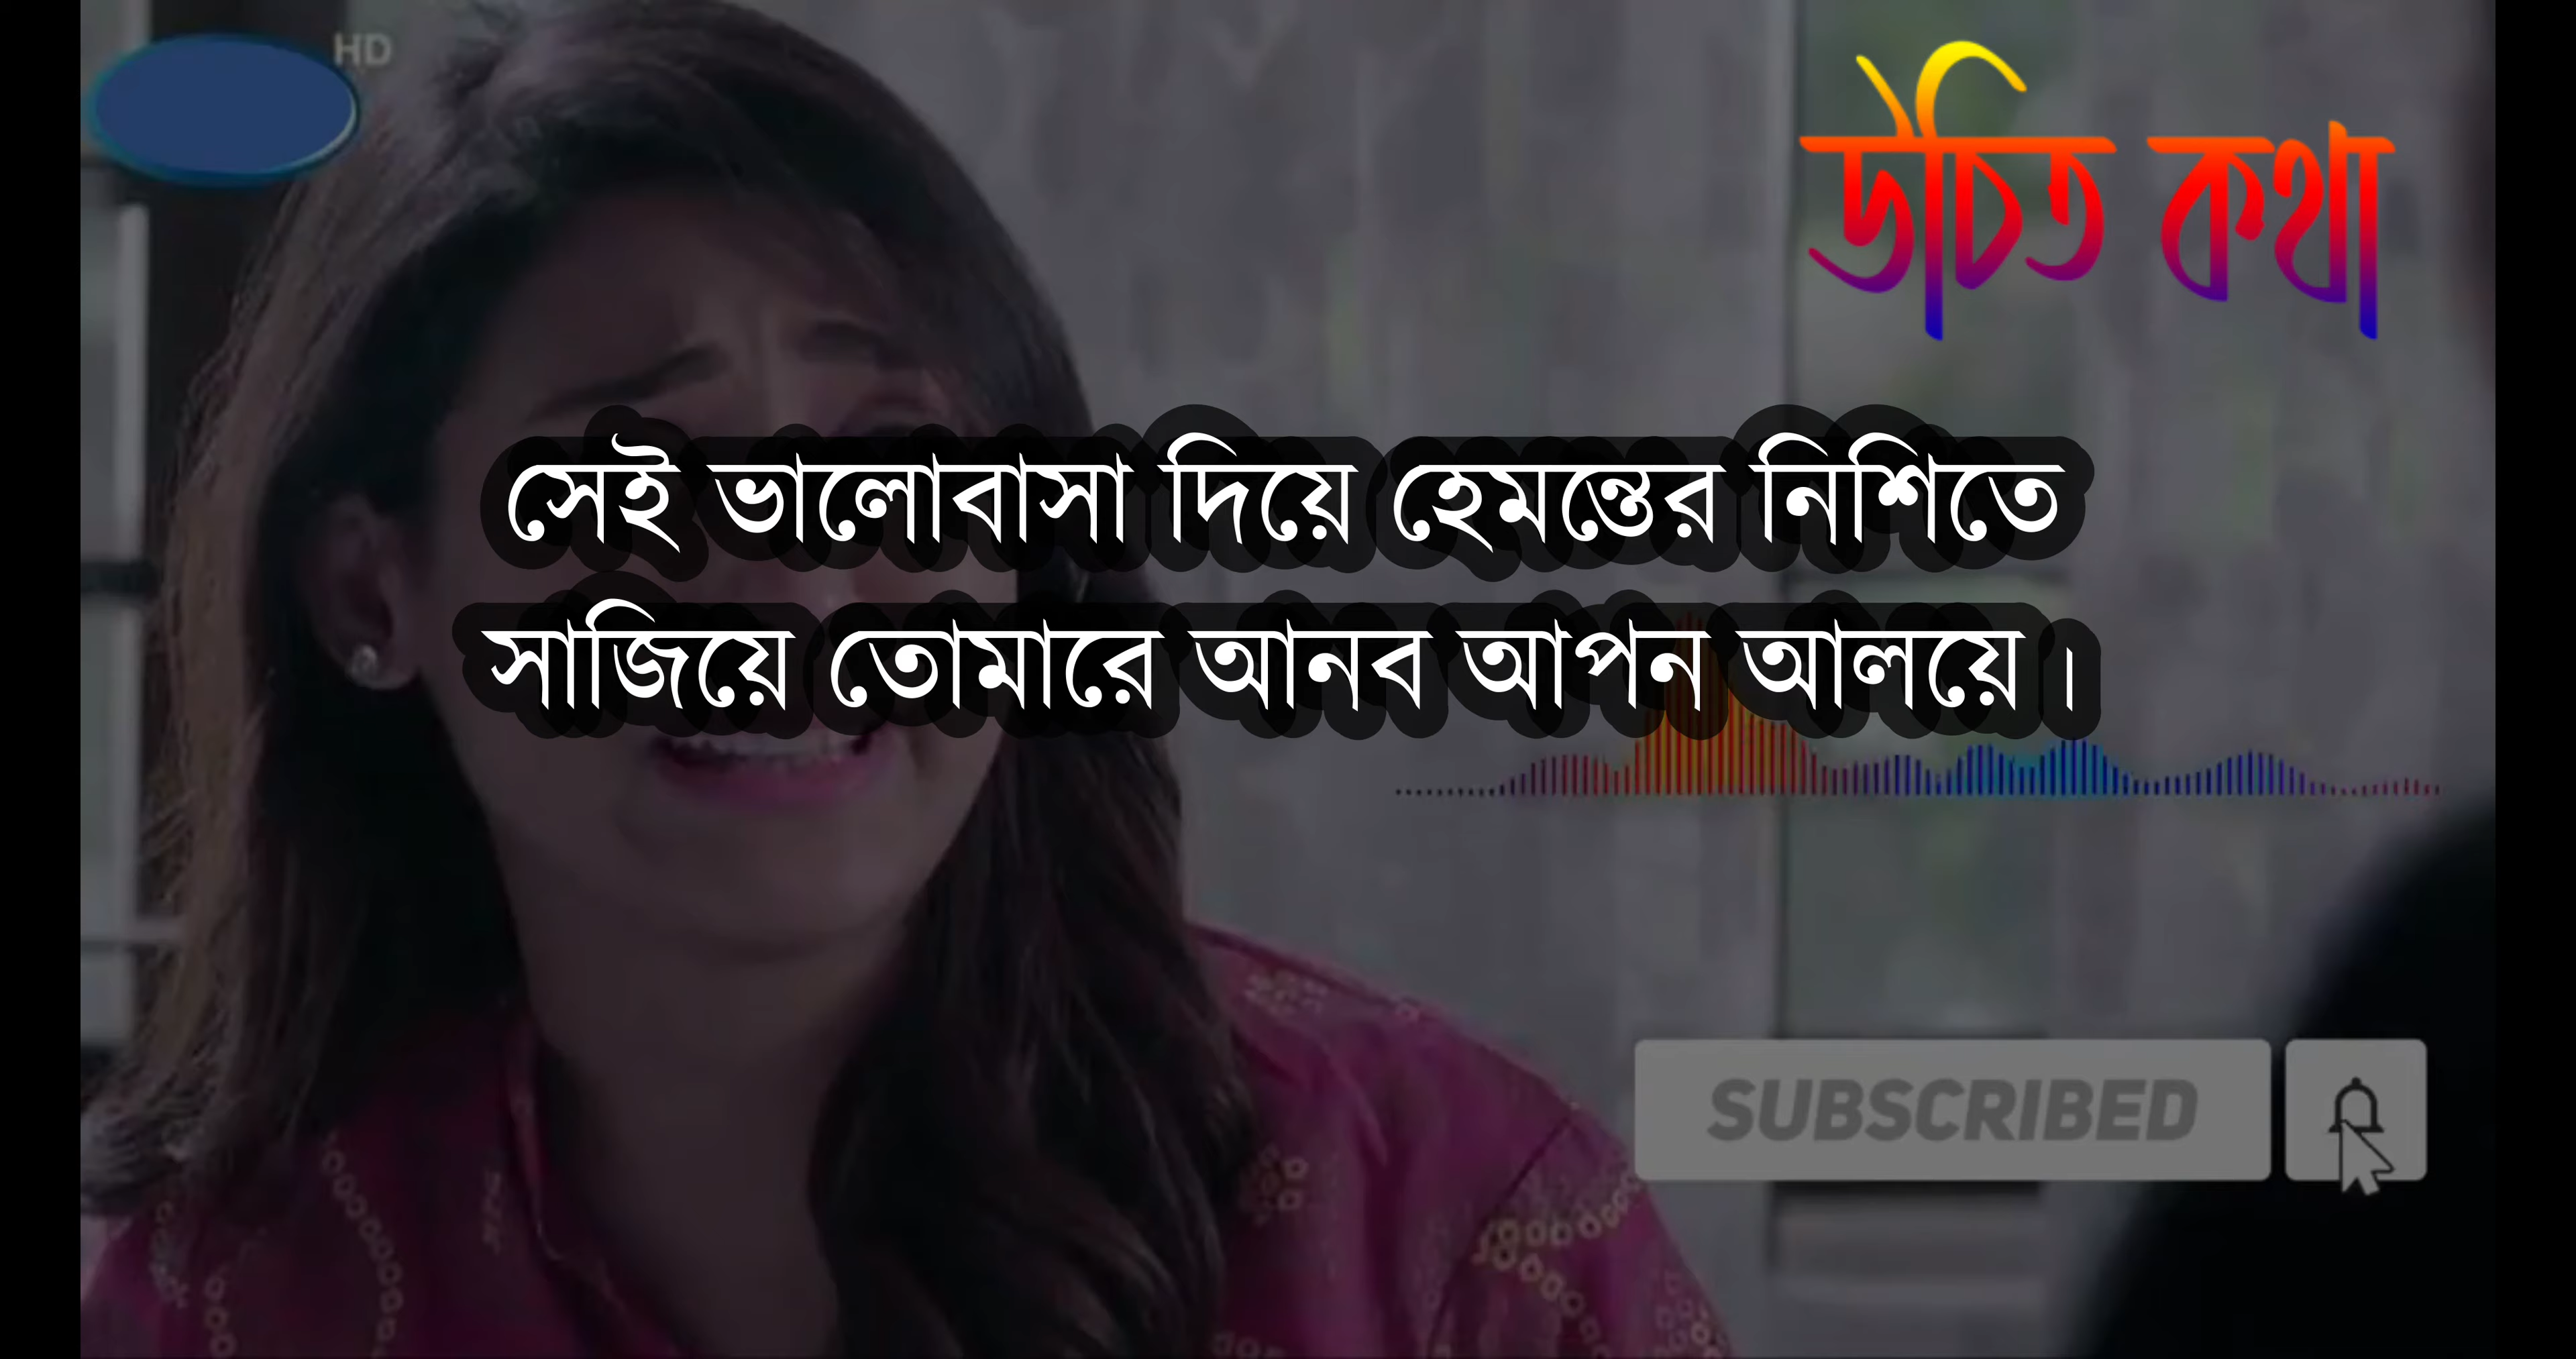 HD
উচিত কথা
সেই ভালোবাসা দিয়ে হেমন্তের নিশিতে
সাজিয়ে তোমারে আনব আপন আলয়ে।
SUBSCRIBED